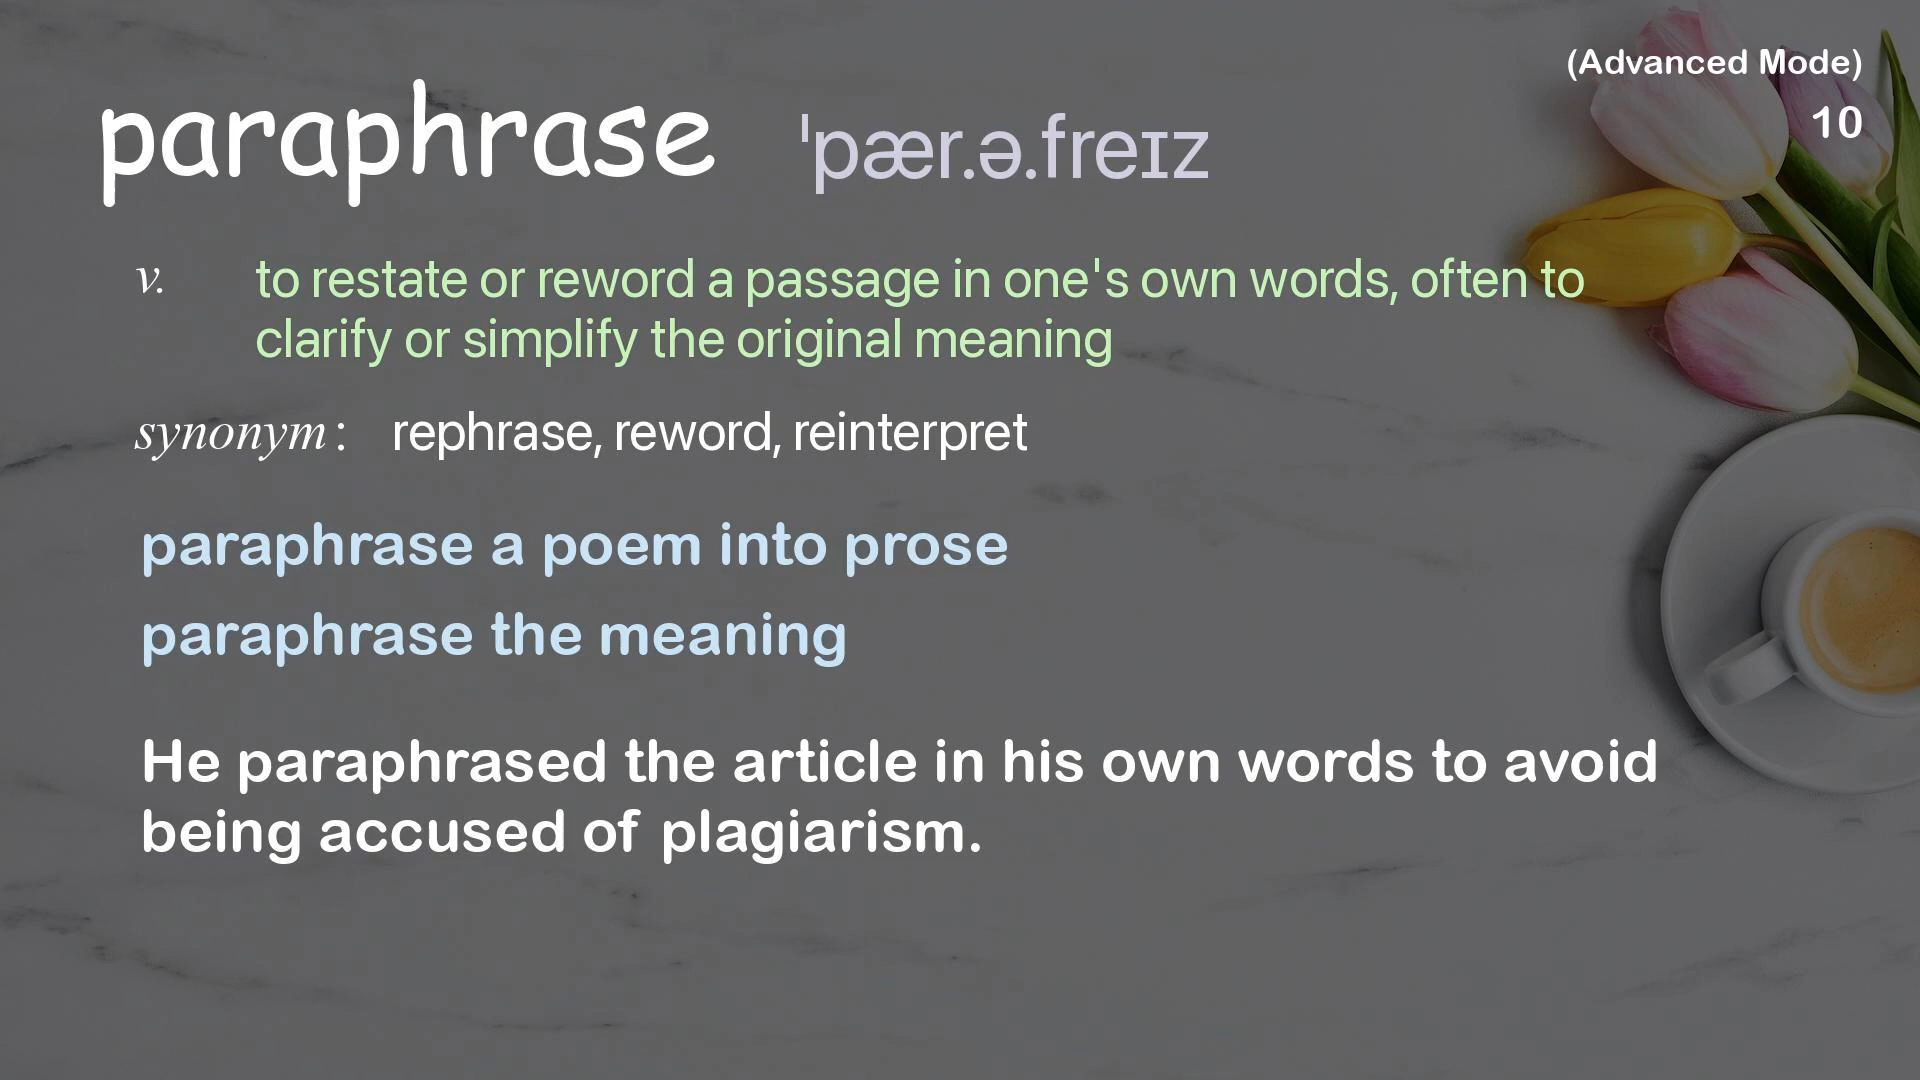 (Advanced Mode)
10
paraphrase ˈpær.ə.freɪz
v. to restate or reword a passage in one's own words, often to
clarify or simplify the original meaning
synonym: rephrase, reword, reinterpret
paraphrase a poem into prose
paraphrase the meaning
He paraphrased the article in his own words to avoid
being accused of plagiarism.